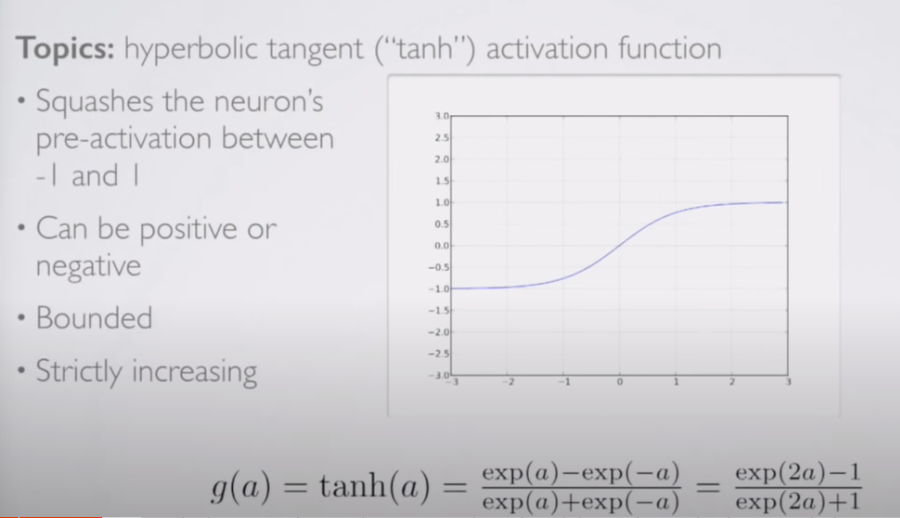 Topics: hyperbolic tangent (“tanh”) activation function
• Squashes the neuron’s
pre-activation between
-1 and 1
• Can be positive or
negative
• Bounded
• Strictly increasing
3.0
2.5
2.0
1.5
1.0
0.5
0.0
−0.5
−1.0
−1.5
−2.0
−2.5
−3.0
−3 −2 −1 0 1 2 3
g(a) = tanh(a) = exp(a)−exp(−a) / exp(a)+exp(−a) = exp(2a)−1 / exp(2a)+1